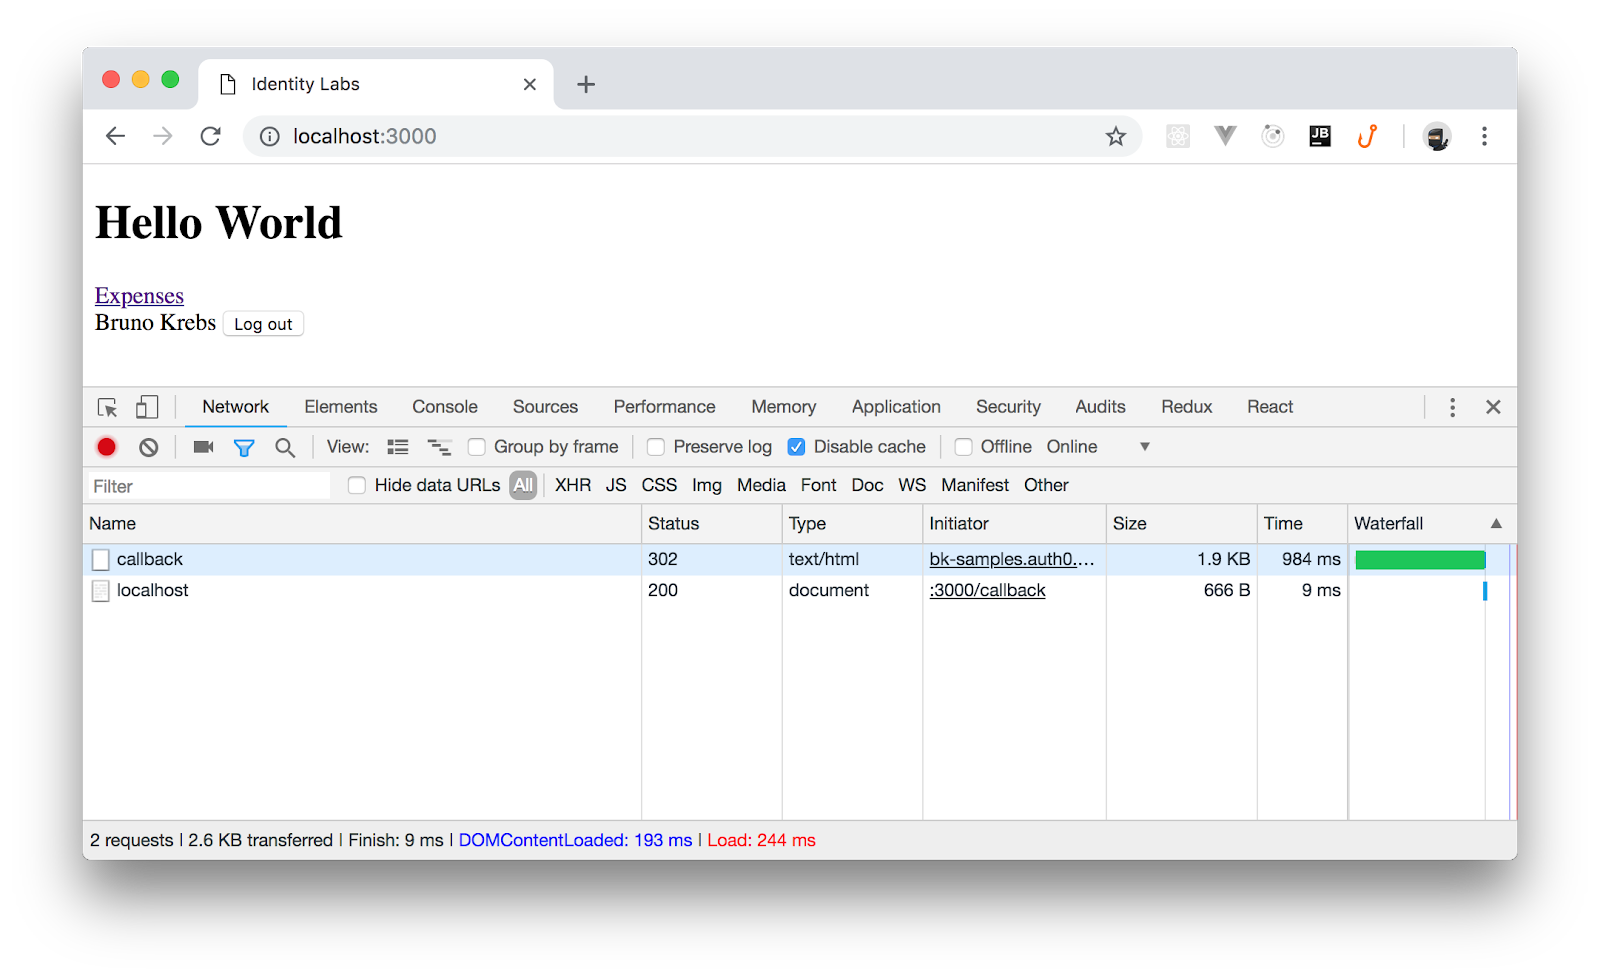 Identity Labs
localhost:3000
JB
Hello World
Expenses
Bruno Krebs Log out
Network Elements Console Sources Performance Memory Application Security Audits Redux React
View: Group by frame Preserve log Disable cache Offline Online
Filter Hide data URLs All XHR JS CSS Img Media Font Doc WS Manifest Other
Name Status Type Initiator Size Time Waterfall
callback 302 text/html bk-samples.auth0.… 1.9 KB 984 ms
localhost 200 document :3000/callback 666 B 9 ms
2 requests | 2.6 KB transferred | Finish: 9 ms | DOMContentLoaded: 193 ms | Load: 244 ms